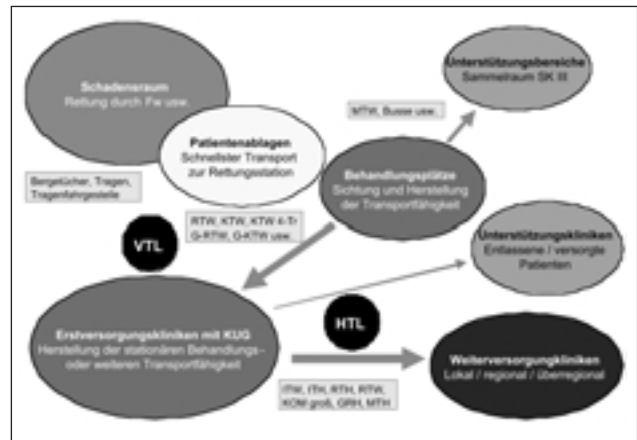 Schadensraum
Rettung durch Fw usw.
Unterstützungsbereiche
Sammelraum SK III
MTW, Busse usw.
Patientenablagen
Schnellster Transport
zur Rettungsstation
Behandlungsplätze
Sichtung und Herstellung
der Transportfähigkeit
Bergetücher, Tragen,
Tragenfahrgestelle
RTW, KTW, KTW 4-Tr
G-RTW, G-KTW usw.
VTL
Unterstützungskliniken
Entlassene / versorgte
Patienten
Erstversorgungskliniken mit KUG
Herstellung der stationären Behandlungs-
oder weiteren Transportfähigkeit
HTL
Weiterversorgungkliniken
Lokal / regional / überregional
ITW, ITH, RTH, RTW,
KOM groß, GRH, MTH